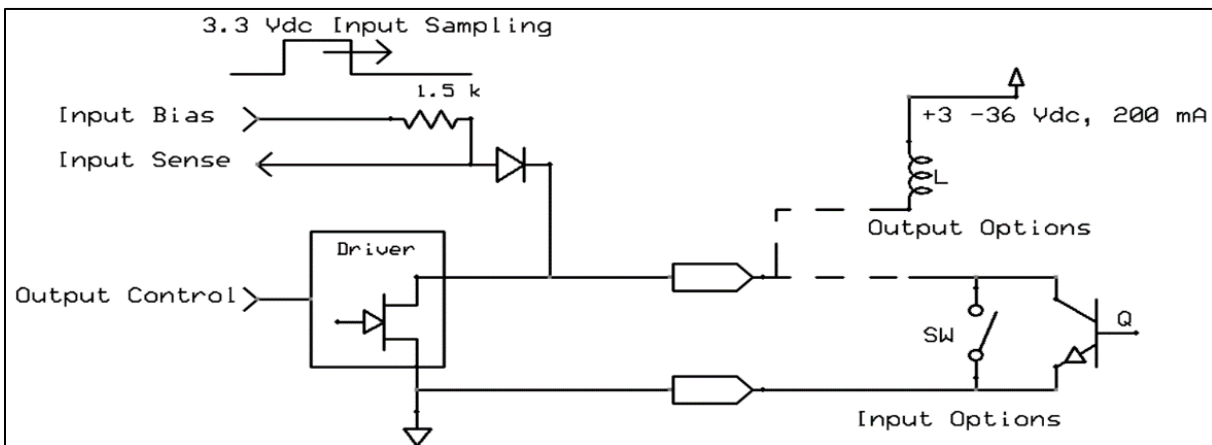 3.3 Vdc Input Sampling
1.5 k
Input Bias
+3 -36 Vdc, 200 mA
Input Sense
L
Output Options
Driver
Output Control
Q
SW
Input Options